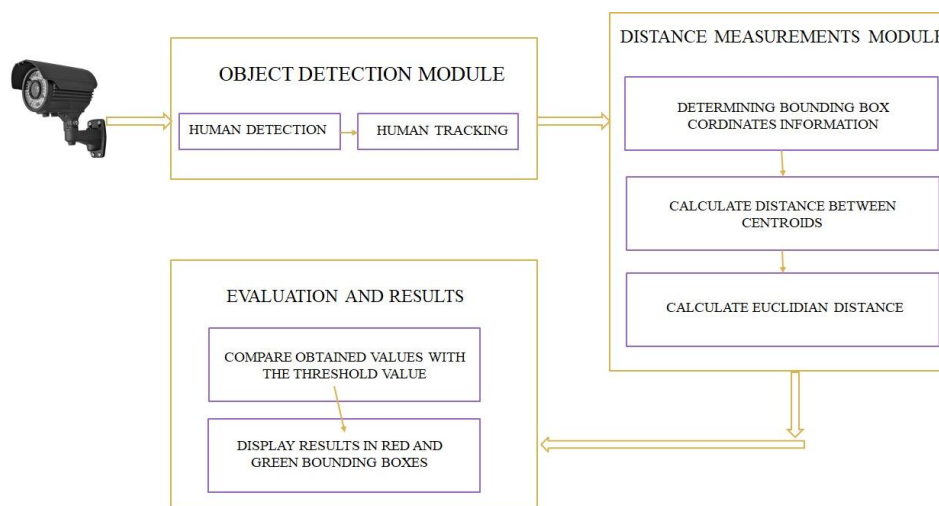 OBJECT DETECTION MODULE
HUMAN DETECTION
HUMAN TRACKING
DISTANCE MEASUREMENTS MODULE
DETERMINING BOUNDING BOX
CORDINATES INFORMATION
CALCULATE DISTANCE BETWEEN
CENTROIDS
CALCULATE EUCLIDIAN DISTANCE
EVALUATION AND RESULTS
COMPARE OBTAINED VALUES WITH
THE THRESHOLD VALUE
DISPLAY RESULTS IN RED AND
GREEN BOUNDING BOXES